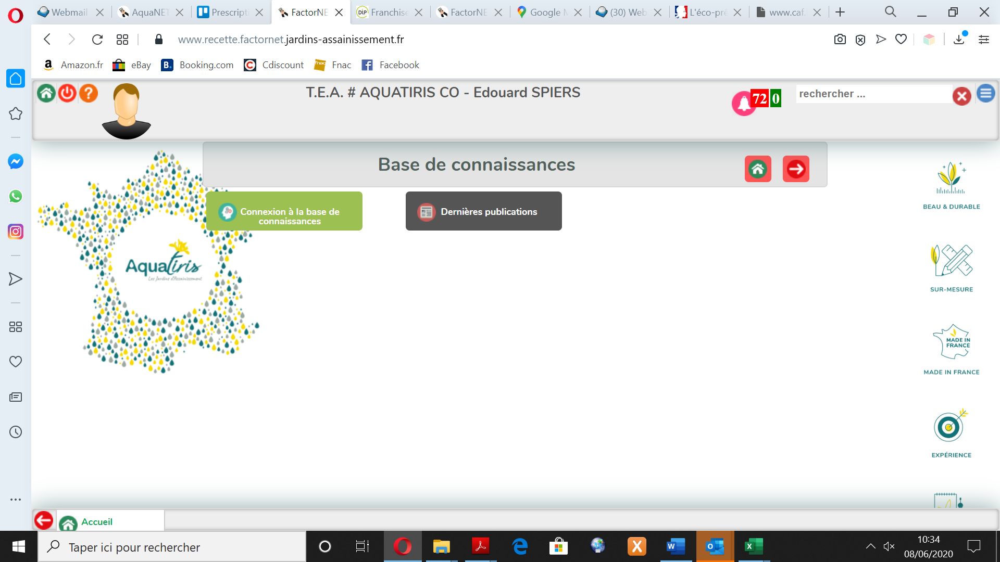 Webmail
AquaNET
Prescripti
FactorNE
Franchise
FactorNE
Google M
(30) Web
L'éco-prê
www.caf.
www.recette.factornet.jardins-assainissement.fr
Amazon.fr
eBay
Booking.com
Cdiscount
Fnac
Facebook
T.E.A. # AQUATIRIS CO - Edouard SPIERS
72 0
rechercher ...
Base de connaissances
Connexion à la base de
connaissances
Dernières publications
Aquatiris
Les Jardins d'Assainissement
BEAU & DURABLE
SUR-MESURE
MADE IN
FRANCE
MADE IN FRANCE
EXPÉRIENCE
Accueil
Taper ici pour rechercher
10:34
08/06/2020